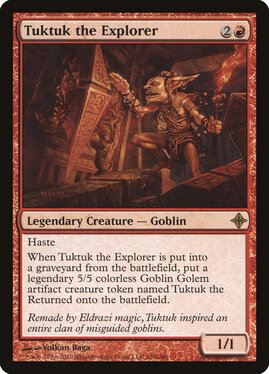 Tuktuk the Explorer 2
Legendary Creature — Goblin
Haste
When Tuktuk the Explorer is put into
a graveyard from the battlefield, put a
legendary 5/5 colorless Goblin Golem
artifact creature token named Tuktuk
the Returned onto the battlefield.
Remade by Eldrazi magic, Tuktuk inspired an
entire clan of misguided goblins.
1/1
Volkan Baga